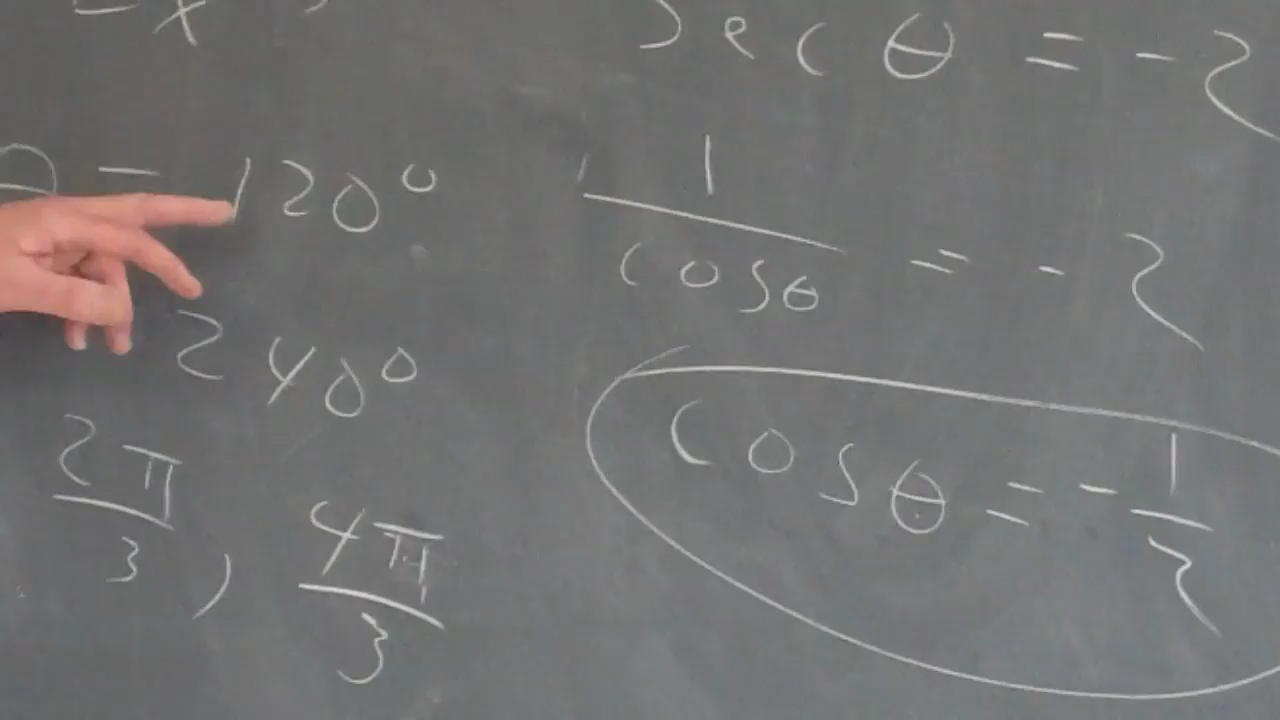 - x
θ = 120°
240°
2π/3 , 4π/3
Sec θ = -2
1/cos θ = -2
Cos θ = -1/2